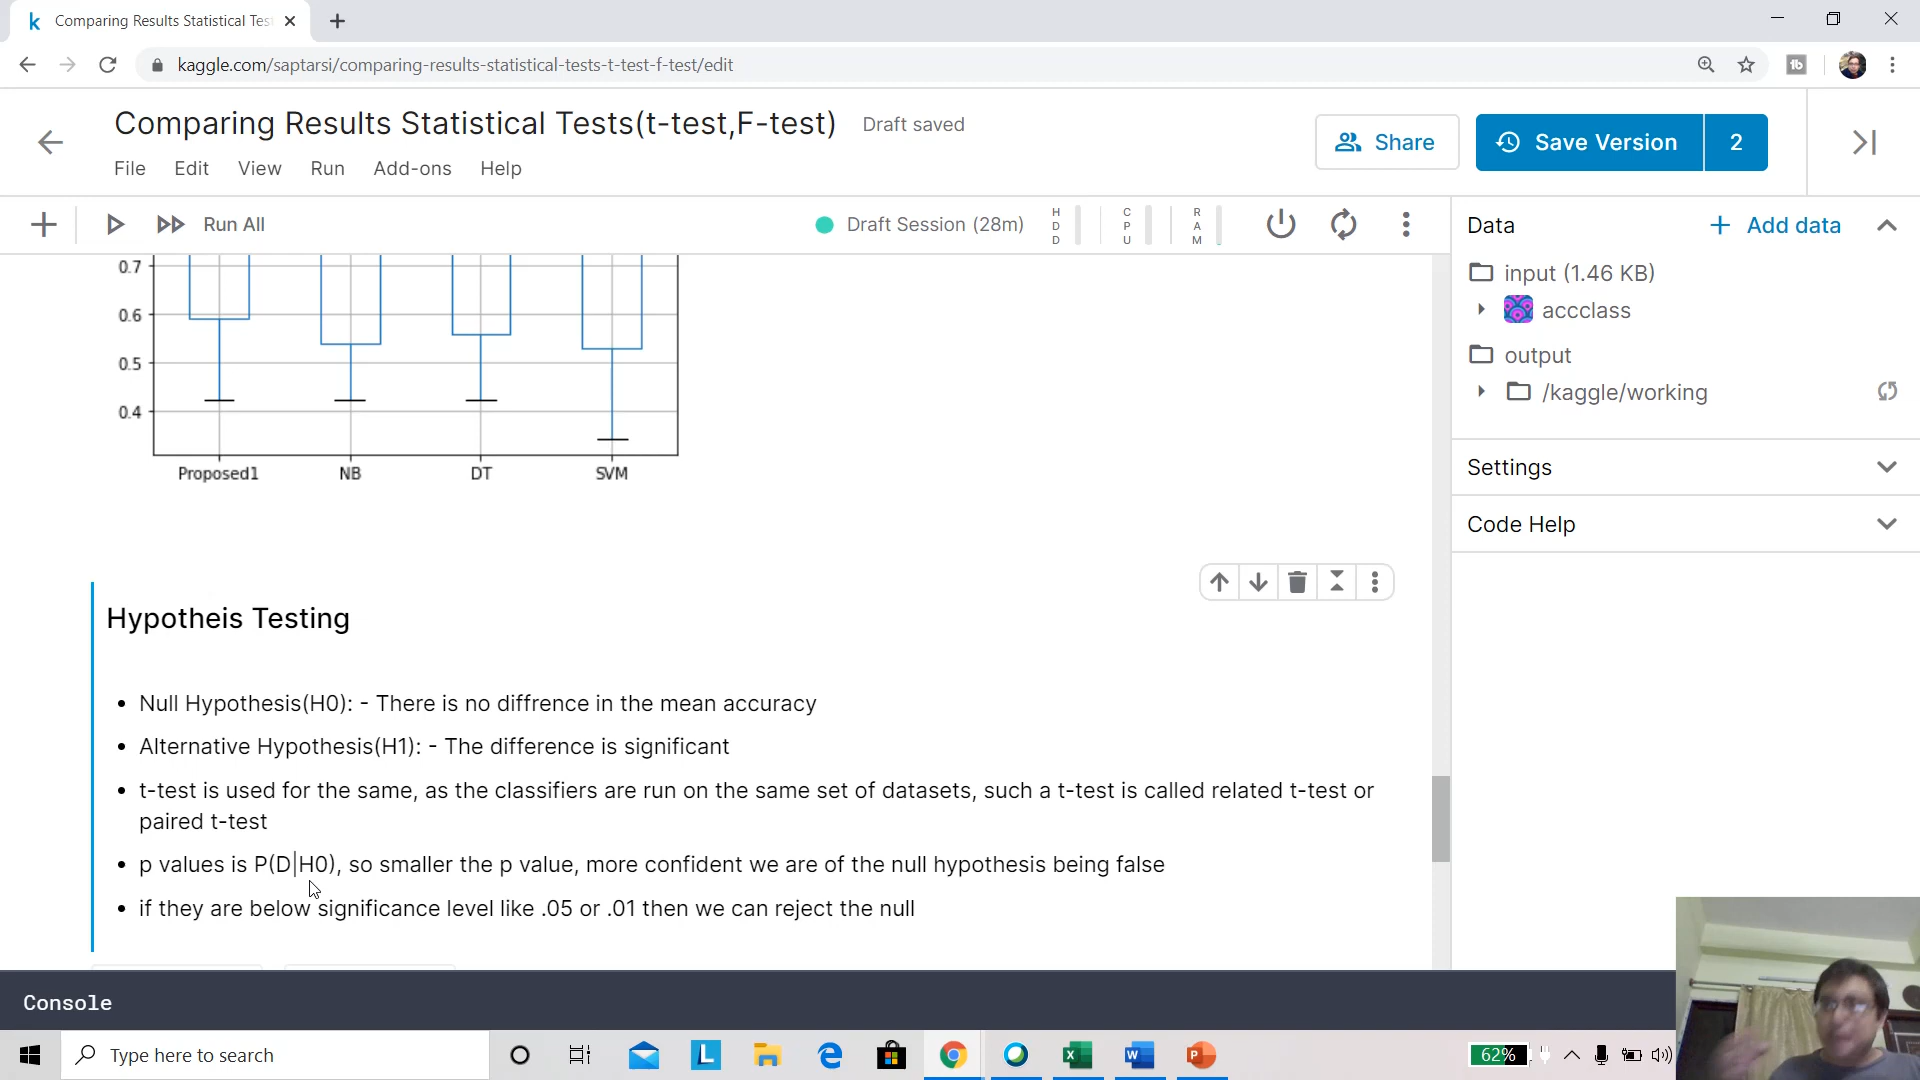 Comparing Results Statistical Tes
kaggle.com/saptarsi/comparing-results-statistical-tests-t-test-f-test/edit
Comparing Results Statistical Tests(t-test,F-test) Draft saved
File Edit View Run Add-ons Help
Share
Save Version 2
Run All
Draft Session (28m)
HDD
CPU
RAM
Data
Add data
input (1.46 KB)
accclass
output
/kaggle/working
Settings
Code Help
0.7
0.6
0.5
0.4
Proposed1 NB DT SVM
Hypotheis Testing
• Null Hypothesis(H0): - There is no diffrence in the mean accuracy
• Alternative Hypothesis(H1): - The difference is significant
• t-test is used for the same, as the classifiers are run on the same set of datasets, such a t-test is called related t-test or
paired t-test
• p values is P(D|H0), so smaller the p value, more confident we are of the null hypothesis being false
• if they are below significance level like .05 or .01 then we can reject the null
Console
Type here to search
62%